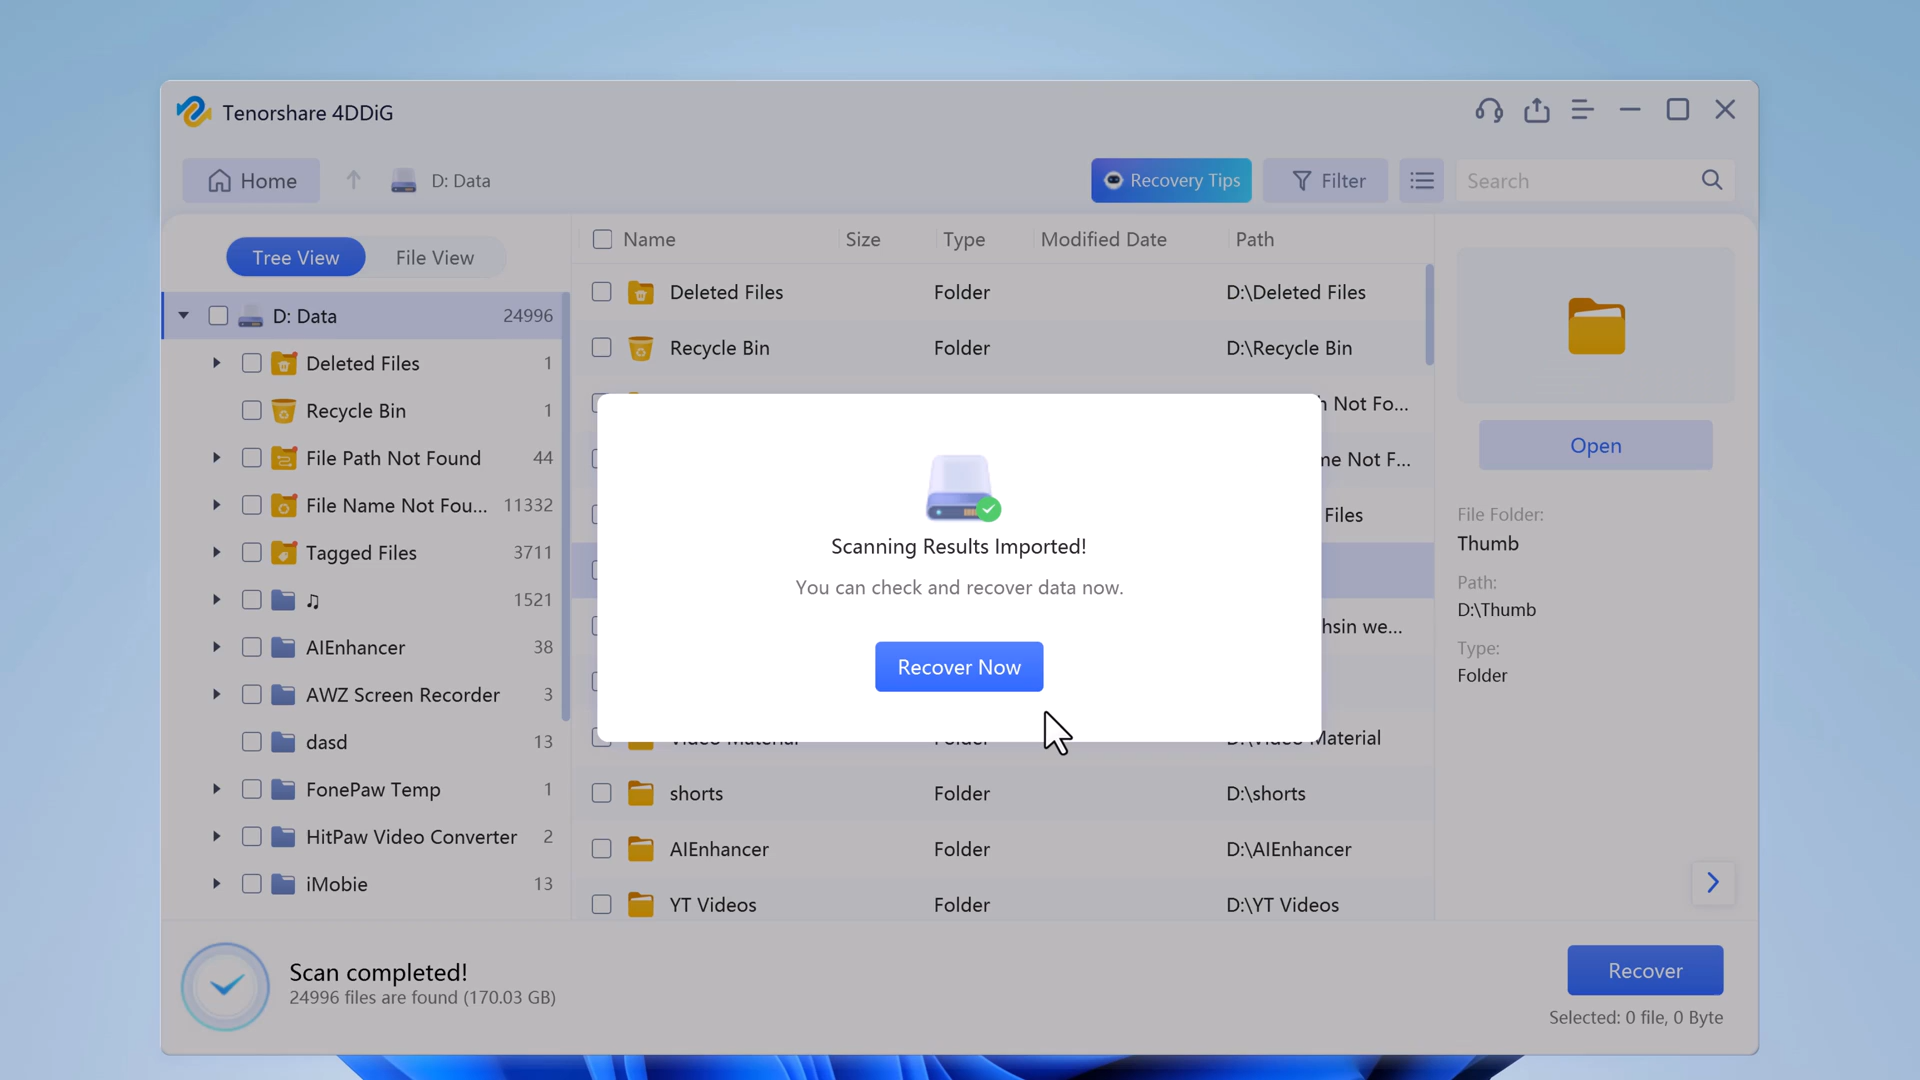 Tenorshare 4DDiG
Home
D: Data
Recovery Tips
Filter
Search
Tree View
File View
D: Data 24996
Deleted Files 1
Recycle Bin 1
File Path Not Found 44
File Name Not Fou... 11332
Tagged Files 3711
♫ 1521
AIEnhancer 38
AWZ Screen Recorder 3
dasd 13
FonePaw Temp 1
HitPaw Video Converter 2
iMobie 13
Name Size Type Modified Date Path
Deleted Files Folder D:\Deleted Files
Recycle Bin Folder D:\Recycle Bin
Not Fo...
Not F...
Files
hsin we...
Video Material Folder D:\Video Material
shorts Folder D:\shorts
AIEnhancer Folder D:\AIEnhancer
YT Videos Folder D:\YT Videos
Scanning Results Imported!
You can check and recover data now.
Recover Now
Open
File Folder:
Thumb
Path:
D:\Thumb
Type:
Folder
Scan completed!
24996 files are found (170.03 GB)
Recover
Selected: 0 file, 0 Byte